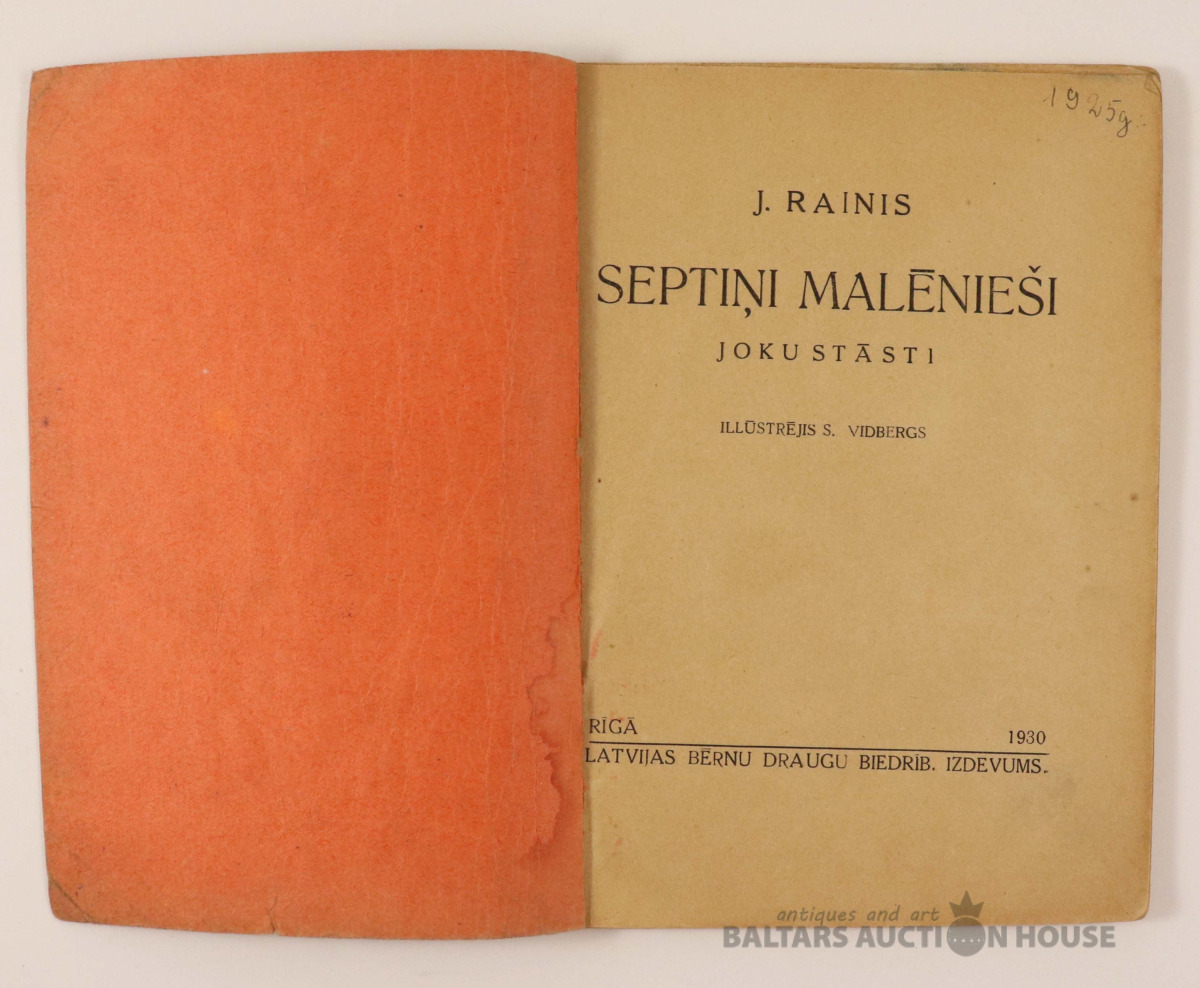 1925g.
J. RAINIS
SEPTIŅI MALĒNIEŠI
JOKU STĀSTI
ILLŪSTRĒJIS S. VIDBERGS
RĪGĀ 1930
LATVIJAS BĒRNU DRAUGU BIEDRĪB. IZDEVUMS.
antiques and art
BALTARS AUCTION HOUSE